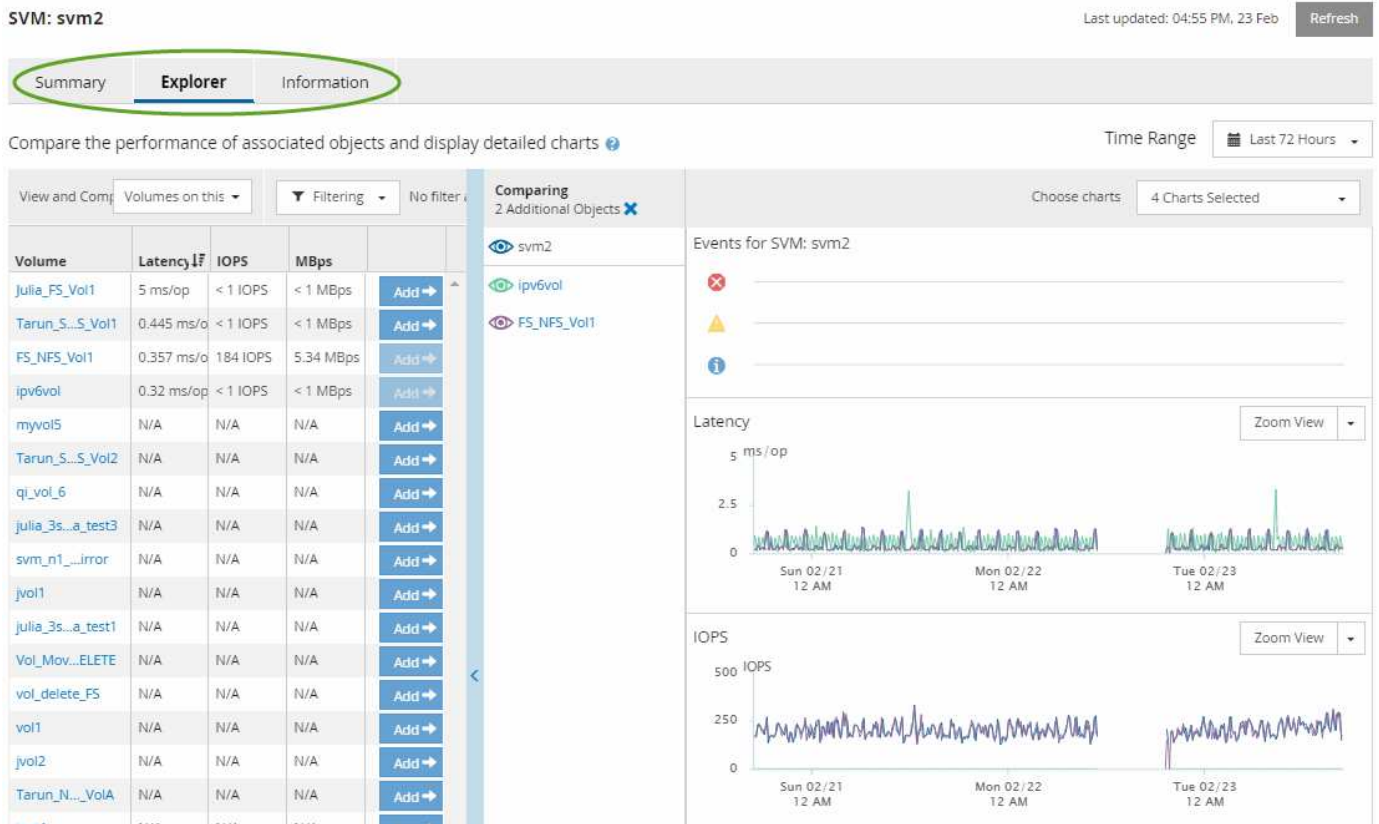 SVM: svm2
Last updated: 04:55 PM, 23 Feb Refresh
Summary Explorer Information
Compare the performance of associated objects and display detailed charts ?
Time Range Last 72 Hours
View and Comp Volumes on this Filtering No filter
Comparing
2 Additional Objects
Choose charts 4 Charts Selected
Volume Latency IOPS MBps
Julia_FS_Vol1 5 ms/op < 1 IOPS < 1 MBps Add
Tarun_S...S_Vol1 0.445 ms/o < 1 IOPS < 1 MBps Add
FS_NFS_Vol1 0.357 ms/o 184 IOPS 5.34 MBps Add
ipv6vol 0.32 ms/op < 1 IOPS < 1 MBps Add
myvol5 N/A N/A N/A Add
Tarun_S...S_Vol2 N/A N/A N/A Add
qi_vol_6 N/A N/A N/A Add
julia_3s...a_test3 N/A N/A N/A Add
svm_n1_...irror N/A N/A N/A Add
jvol1 N/A N/A N/A Add
julia_3s...a_test1 N/A N/A N/A Add
Vol_Mov...ELETE N/A N/A N/A Add
vol_delete_FS N/A N/A N/A Add
vol1 N/A N/A N/A Add
jvol2 N/A N/A N/A Add
Tarun_N..._VolA N/A N/A N/A Add
svm2
ipv6vol
FS_NFS_Vol1
Events for SVM: svm2
Latency Zoom View
5 ms/op
2.5
0
Sun 02/21 Mon 02/22 Tue 02/23
12 AM 12 AM 12 AM
IOPS Zoom View
500 IOPS
250
0
Sun 02/21 Mon 02/22 Tue 02/23
12 AM 12 AM 12 AM